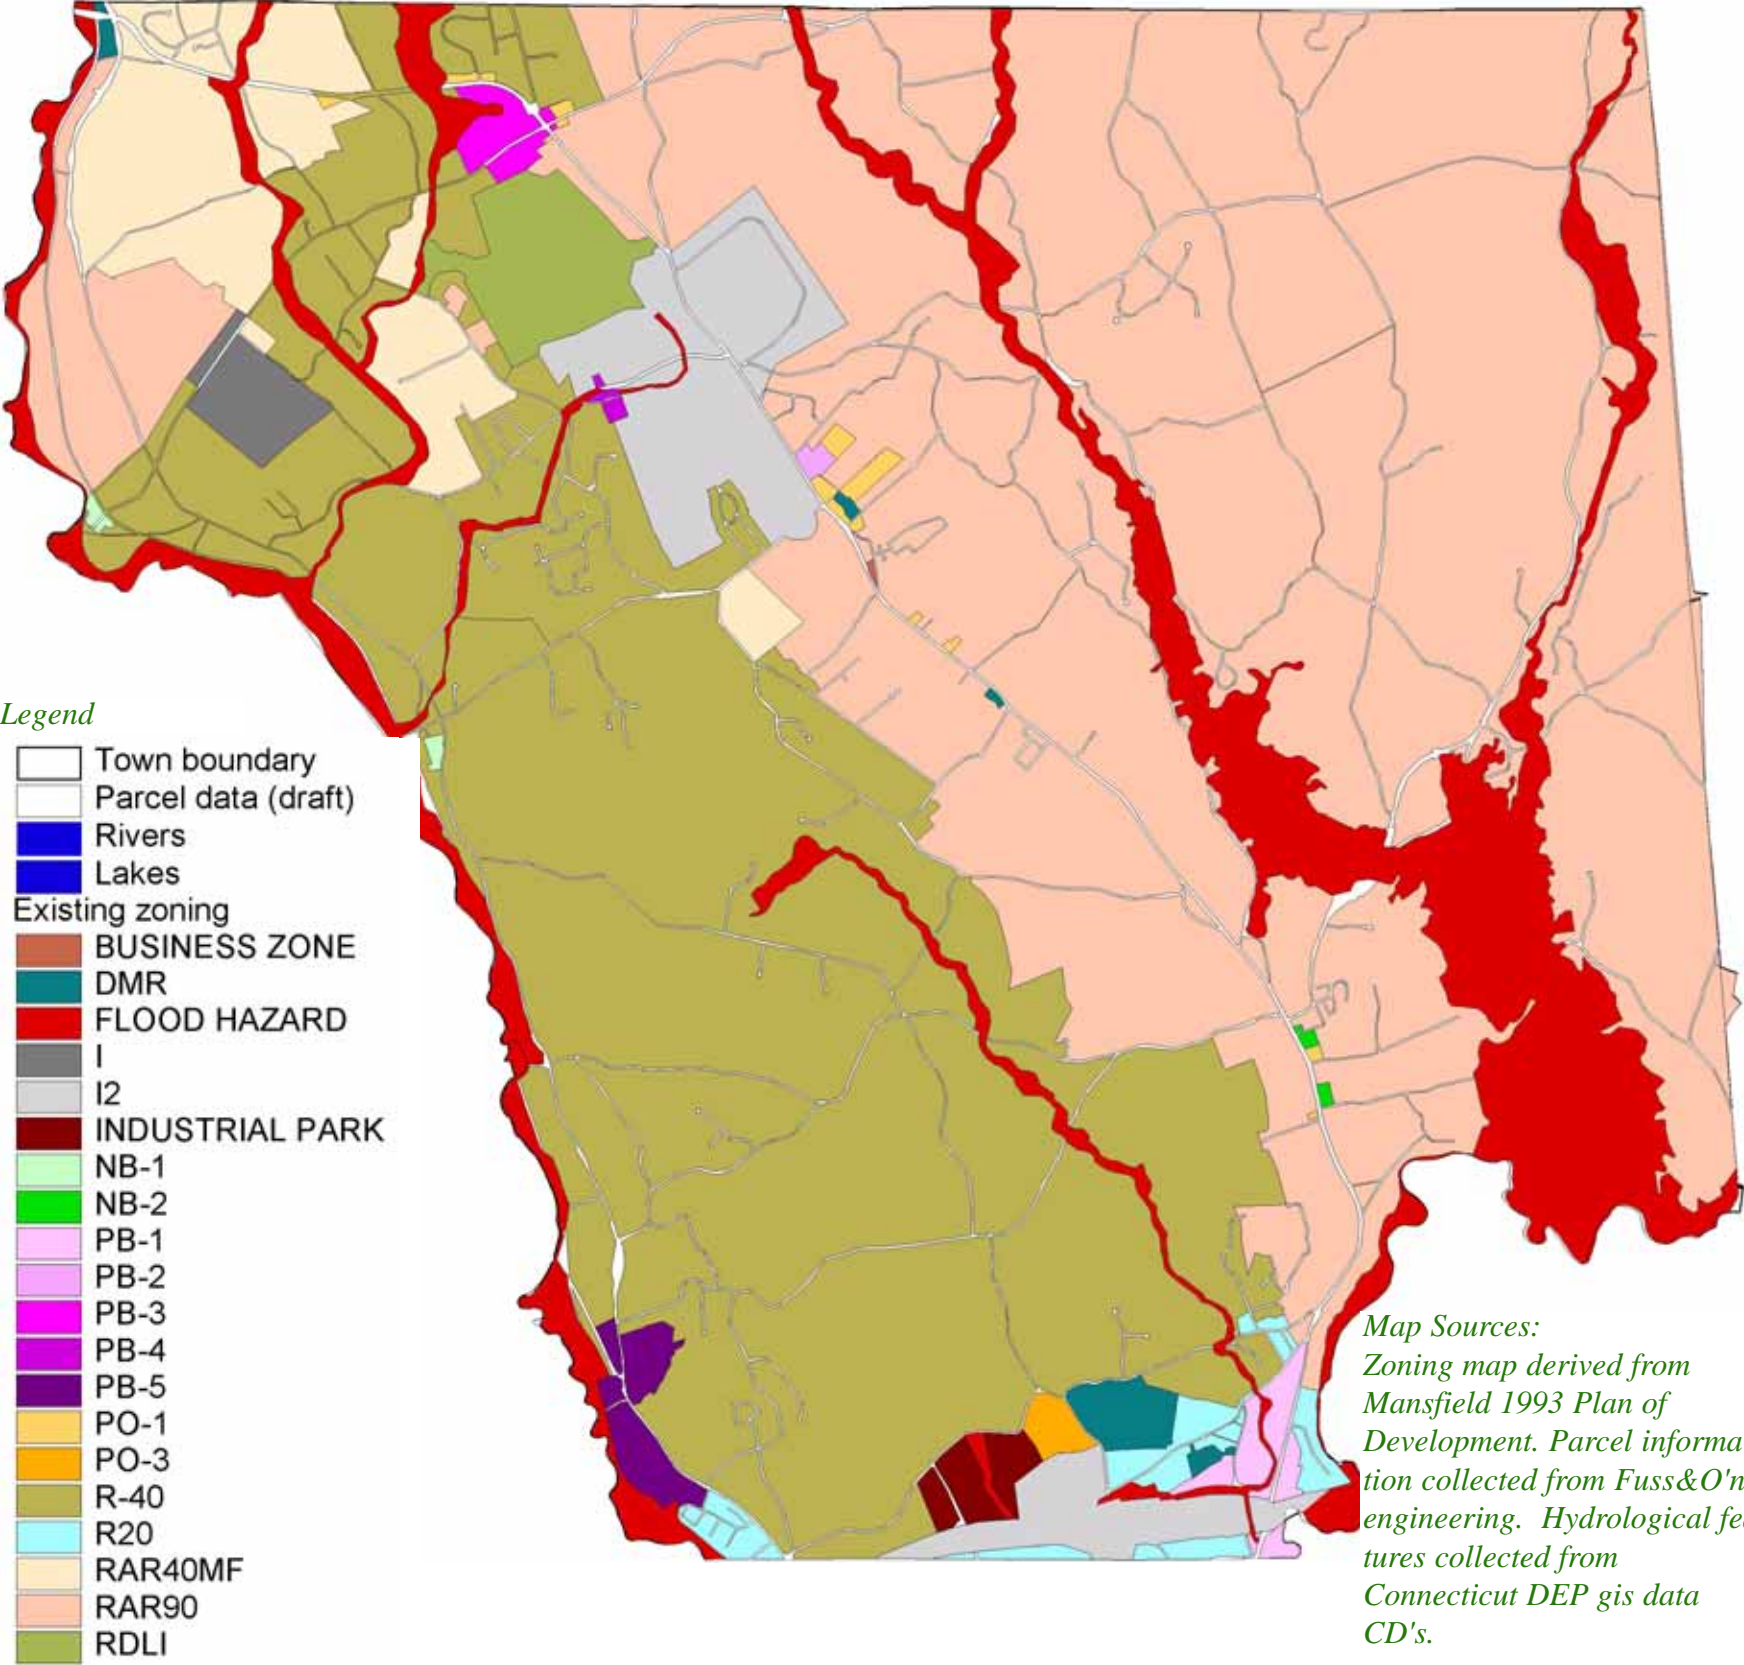 Legend
Town boundary
Parcel data (draft)
Rivers
Lakes
Existing zoning
BUSINESS ZONE
DMR
FLOOD HAZARD
I
I2
INDUSTRIAL PARK
NB-1
NB-2
PB-1
PB-2
PB-3
PB-4
PB-5
PO-1
PO-3
R-40
R20
RAR40MF
RAR90
RDLI
Map Sources:
Zoning map derived from
Mansfield 1993 Plan of
Development. Parcel informa
tion collected from Fuss&O'n
engineering. Hydrological fe
tures collected from
Connecticut DEP gis data
CD's.